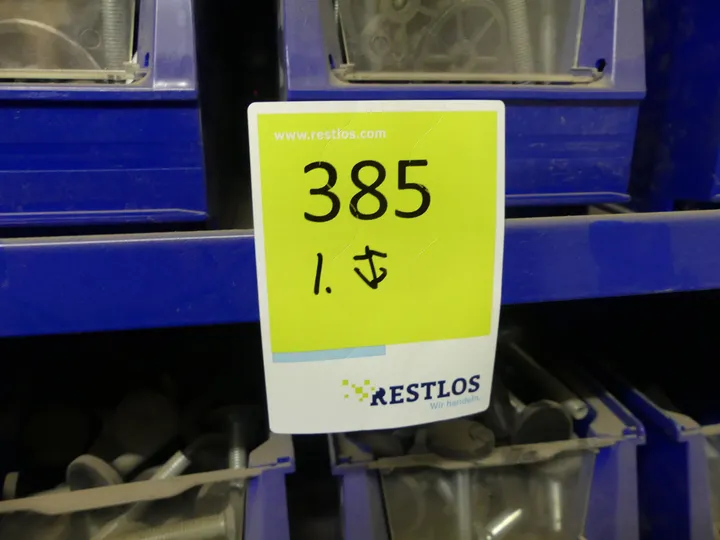 www.restlos.com
385
1. ↓
RESTLOS
Wir handeln.